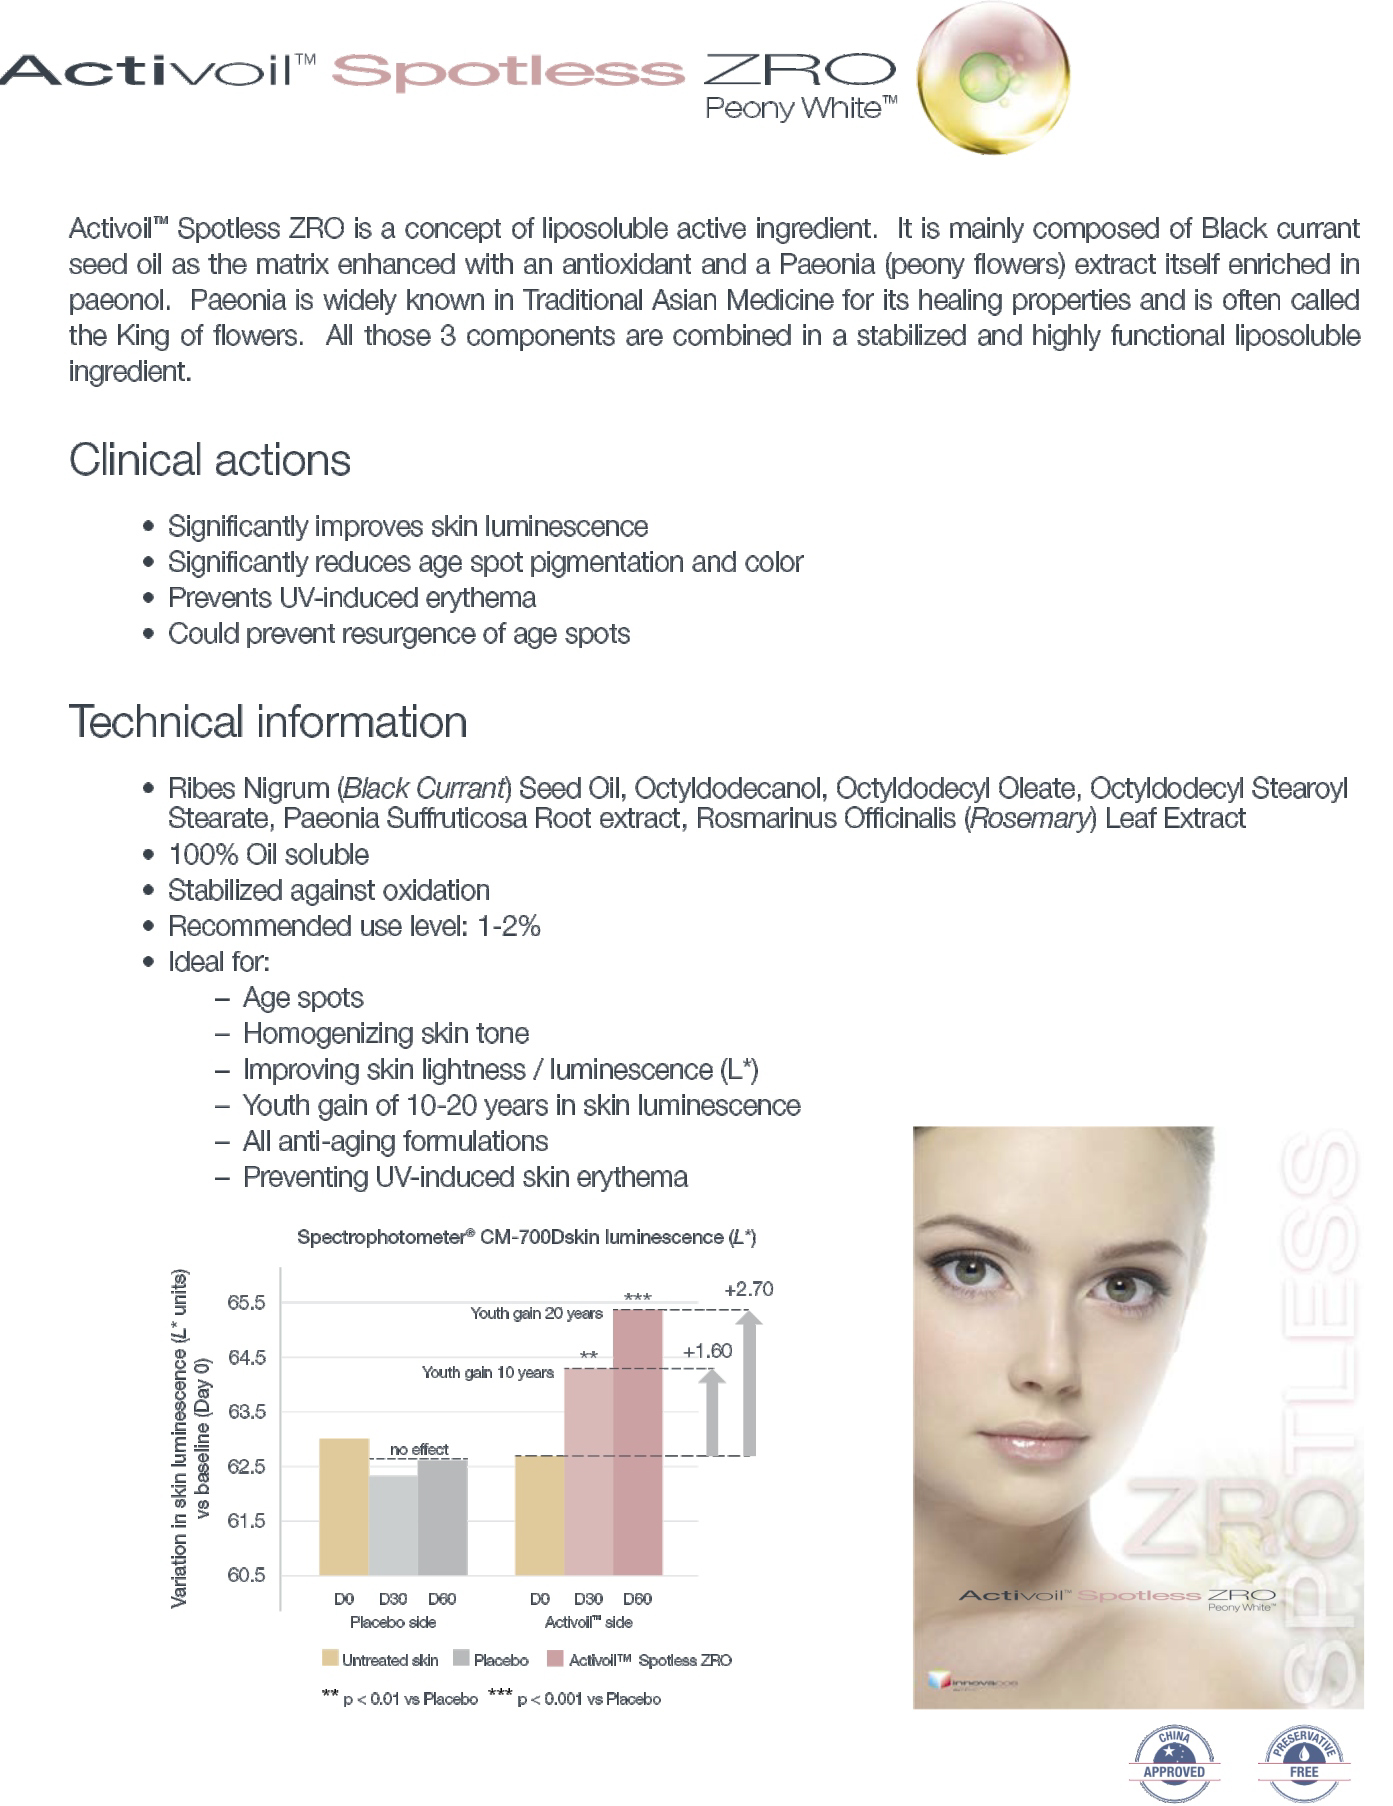 Activoil™ Spotless ZRO
Peony White™
Activoil™ Spotless ZRO is a concept of liposoluble active ingredient. It is mainly composed of Black currant
seed oil as the matrix enhanced with an antioxidant and a Paeonia (peony flowers) extract itself enriched in
paeonol. Paeonia is widely known in Traditional Asian Medicine for its healing properties and is often called
the King of flowers. All those 3 components are combined in a stabilized and highly functional liposoluble
ingredient.
Clinical actions
• Significantly improves skin luminescence
• Significantly reduces age spot pigmentation and color
• Prevents UV-induced erythema
• Could prevent resurgence of age spots
Technical information
• Ribes Nigrum (Black Currant) Seed Oil, Octyldodecanol, Octyldodecyl Oleate, Octyldodecyl Stearoyl
Stearate, Paeonia Suffruticosa Root extract, Rosmarinus Officinalis (Rosemary) Leaf Extract
• 100% Oil soluble
• Stabilized against oxidation
• Recommended use level: 1-2%
• Ideal for:
– Age spots
– Homogenizing skin tone
– Improving skin lightness / luminescence (L*)
– Youth gain of 10-20 years in skin luminescence
– All anti-aging formulations
– Preventing UV-induced skin erythema
Spectrophotometer® CM-700Dskin luminescence (L*)
Variation in skin luminescence (L* units)
vs baseline (Day 0)
65.5
64.5
63.5
62.5
61.5
60.5
Youth gain 20 years
***
+2.70
Youth gain 10 years
**
+1.60
no effect
D0 D30 D60 D0 D30 D60
Placebo side Activoil™ side
Untreated skin Placebo Activoil™ Spotless ZRO
** p < 0.01 vs Placebo *** p < 0.001 vs Placebo
SPOTLESS
ZRO
Activoil™ Spotless ZRO
Peony White™
innovacos
CHINA
APPROVED
PRESERVATIVE
FREE